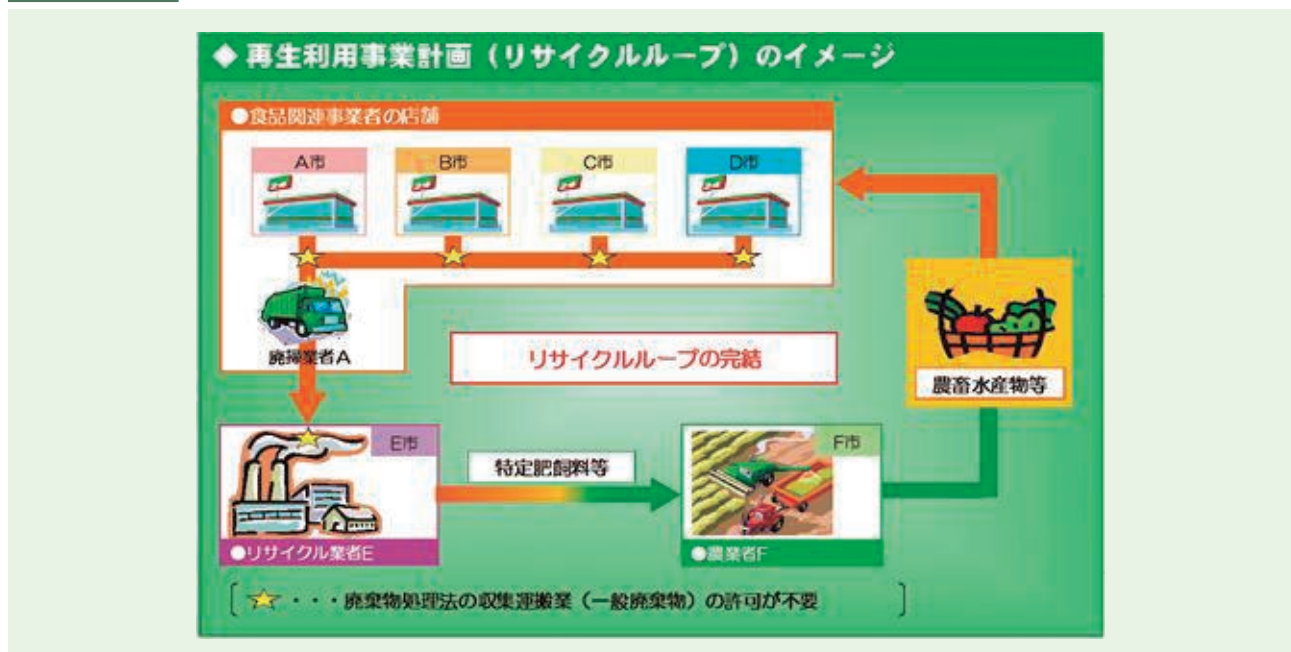 ◆ 再生利用事業計画（リサイクルループ）のイメージ
●食品関連事業者の店舗
A市
B市
C市
D市
廃掃業者A
リサイクルループの完結
農畜水産物等
E市
特定肥飼料等
F市
●リサイクル業者E
●農業者F
［☆・・・廃棄物処理法の収集運搬業（一般廃棄物）の許可が不要］